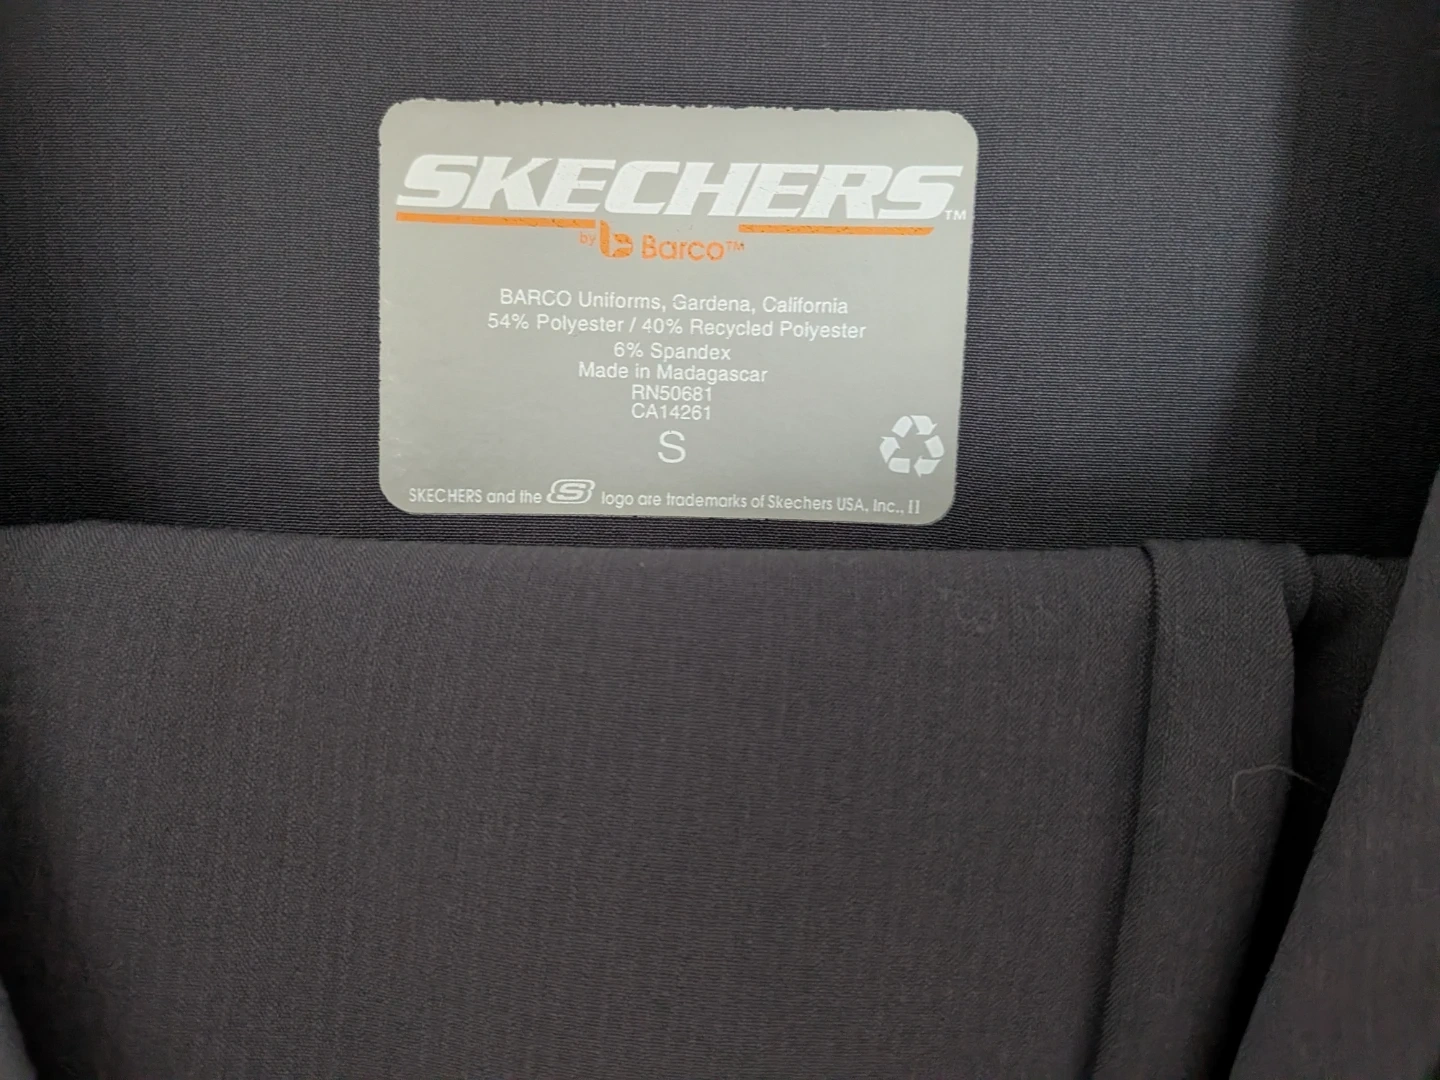 SKECHERS™
by b Barco™
BARCO Uniforms, Gardena, California
54% Polyester / 40% Recycled Polyester
6% Spandex
Made in Madagascar
RN50681
CA14261
S
SKECHERS and the S logo are trademarks of Skechers USA, Inc., II